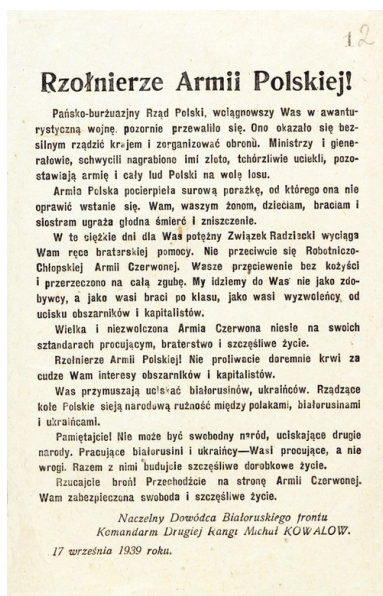 12
Rzołnierze Armii Polskiej!
Pańsko-burżuazjny Rząd Polski, wciągnowszy Was w awantu-
rystyczną wojnę, pozornie przewaliło się. Ono okazało się bez-
silnym rządzić krajem i zorganizować obronù. Ministrzy i giene-
rałowie, schwycili nagrabione imi złoto, tchórzliwie uciekli, pozo-
stawiają armię i cały lud Polski na wolę losu.
Armia Polska pocierpiela surową porażkę, od którego ona nie
oprawić wstanie się. Wam, waszym żonom, dzieciam, braciam i
siostram ugraża głodna śmierć i zniszczenie.
W te ciężkie dni dla Was potężny Związek Radziecki wyciąga
Wam ręce bratarskiej pomocy. Nie przeciwcie się Robotniczo-
Chłopskiej Armii Czerwonej. Wasze przęciewenie bez kożyści
i przerzeczono na całą zgubę. My idziemy do Was nie jako zdo-
bywcy, a jako wasi braci po klasu, jako wasi wyzwoleńcy od
ucisku obszarników i kapitalistów.
Wielka i niezwolczona Armia Czerwona niesie na swoich
sztandarach procującym, braterstwo i szczęśliwe życie.
Rzełnierze Armii Polskiej! Nie proliwacie doremnie krwi za
cudze Wam interesy obszarników i kapitalistów.
Was przymuszają uciskać białorusinów, ukraińców. Rządzące
kole Polskie sieją narodową rużność między polakami, białorusinami
i ukraińcami.
Pamiętajcie! Nie może być swobodny naród, uciskające drugie
narody. Pracujące białorusini i ukraińcy—Wasi procujące, a nie
wrogi. Razem z nimi budujcie szczęśliwe dorobkowe życie.
Rzucajcie broń! Przechodźcie na stronę Armii Czerwonej.
Wam zabezpieczona swoboda i szczęśliwe życie.
Naczelny Dowódca Białoruskiego frontu
Komandarm Drugiej Rangi Michał KOWALOW.
17 września 1939 roku.